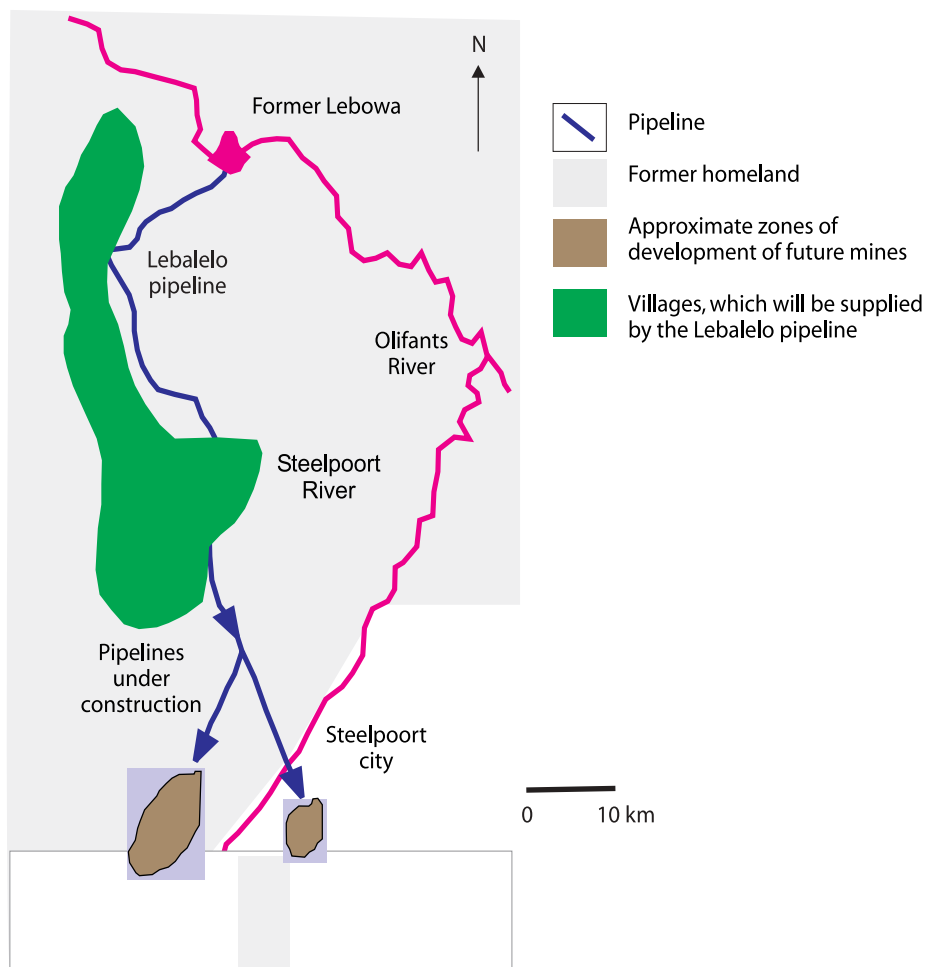 N
Former Lebowa
Lebalelo
pipeline
Olifants
River
Steelpoort
River
Pipelines
under
construction
Steelpoort
city
0
10 km
Pipeline
Former homeland
Approximate zones of
development of future mines
Villages, which will be supplied
by the Lebalelo pipeline